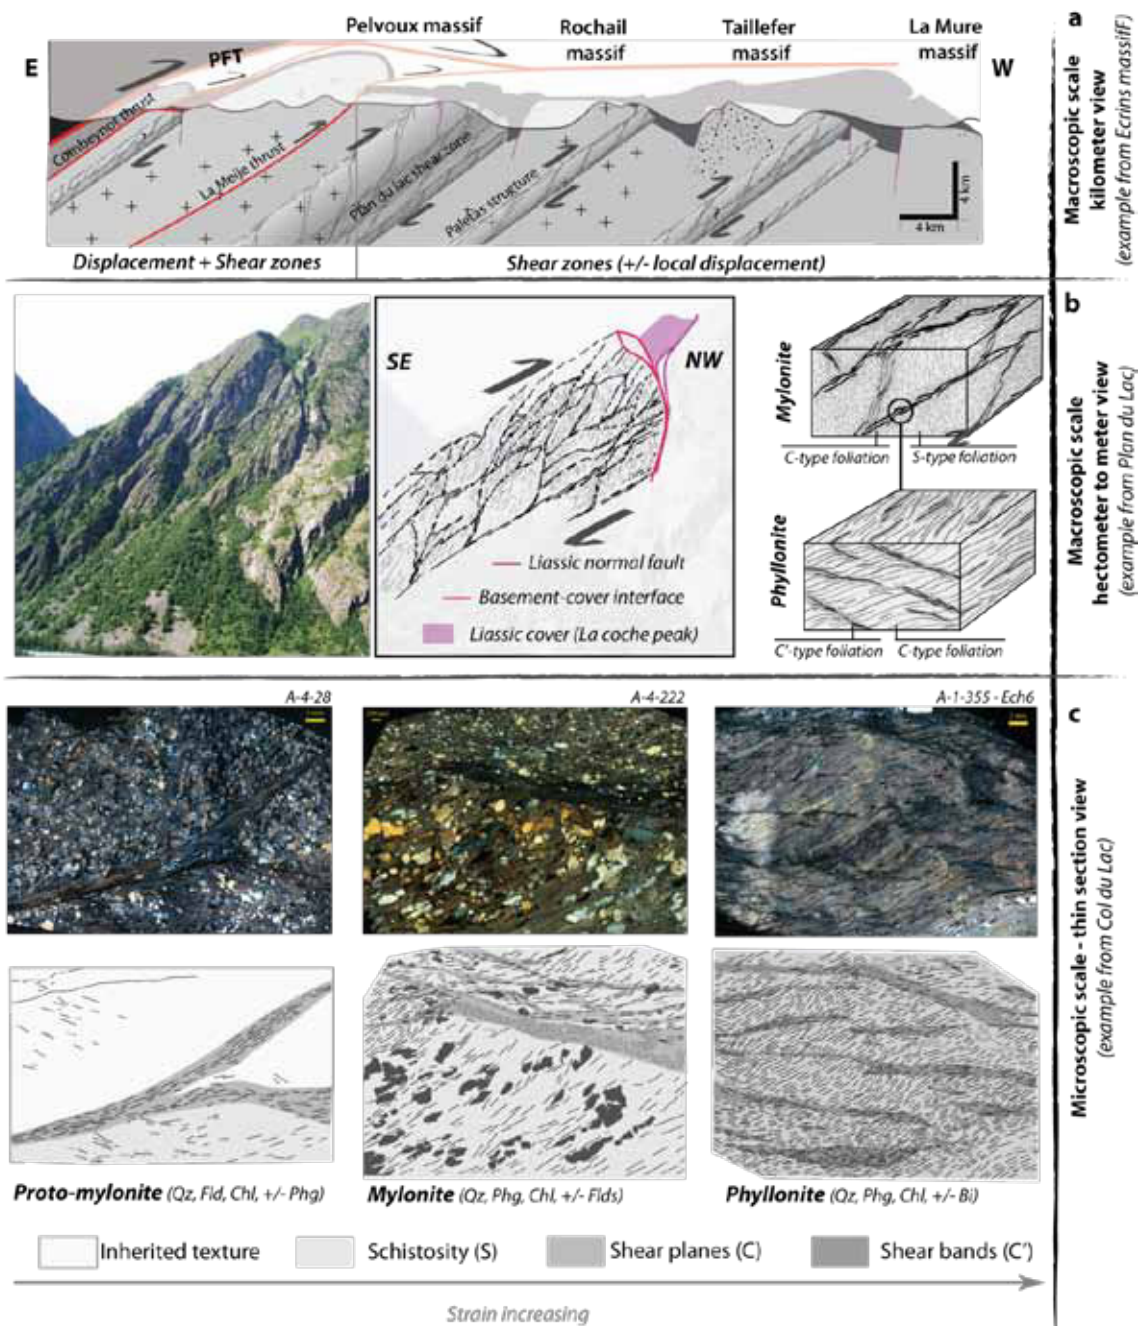 Pelvoux massif
Rochail
massif
Taillefer
massif
La Mure
massif
E
PFT
W
Combeynot thrust
La Meije thrust
Plan du lac shear zone
Paletas structure
4 km
4 km
Displacement + Shear zones
Shear zones (+/- local displacement)
a
Macroscopic scale
kilometer view
(example from Ecrins massifF)
SE
NW
Liassic normal fault
Basement-cover interface
Liassic cover (La coche peak)
Mylonite
C-type foliation
S-type foliation
Phyllonite
C'-type foliation
C-type foliation
b
Macroscopic scale
hectometer to meter view
(example from Plan du Lac)
A-4-28
A-4-222
A-1-355 - Ech6
c
Microscopic scale - thin section view
(example from Col du Lac)
Proto-mylonite (Qz, Fld, Chl, +/- Phg)
Mylonite (Qz, Phg, Chl, +/- Flds)
Phyllonite (Qz, Phg, Chl, +/- Bi)
Inherited texture
Schistosity (S)
Shear planes (C)
Shear bands (C')
Strain increasing